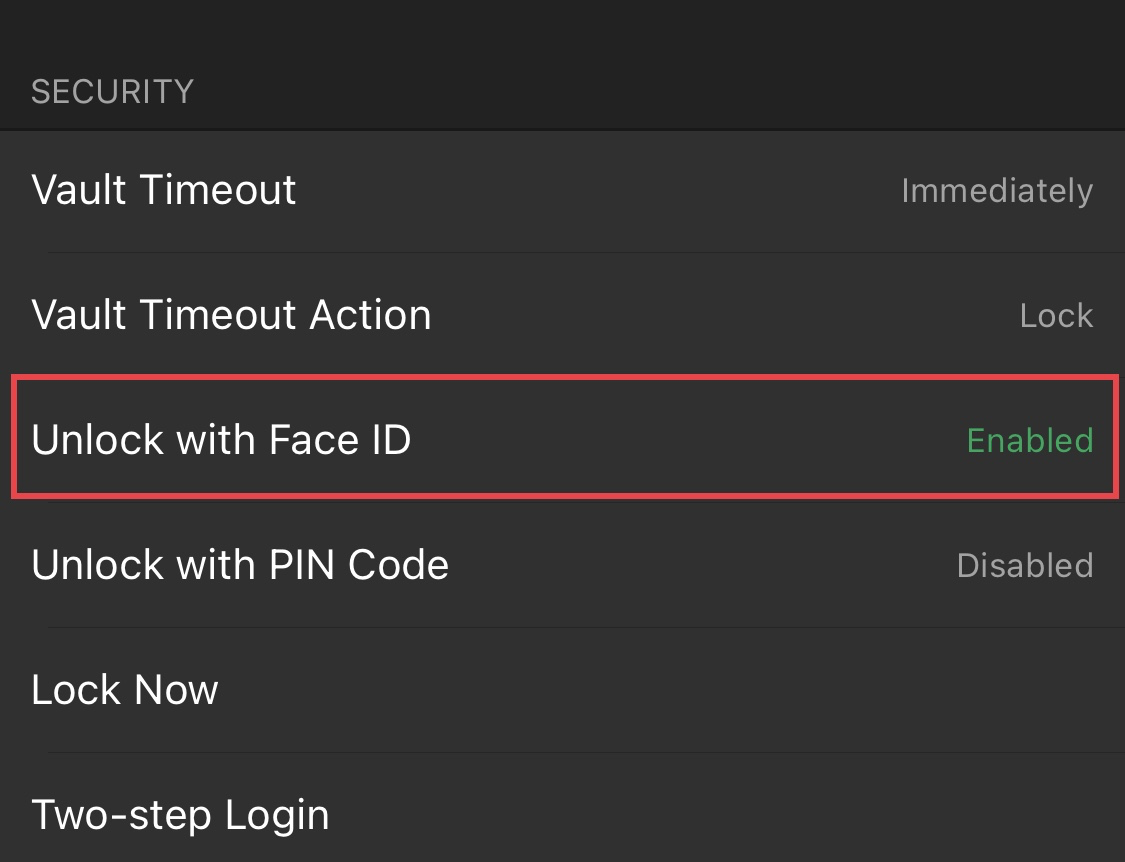 SECURITY
Vault Timeout Immediately
Vault Timeout Action Lock
Unlock with Face ID Enabled
Unlock with PIN Code Disabled
Lock Now
Two-step Login